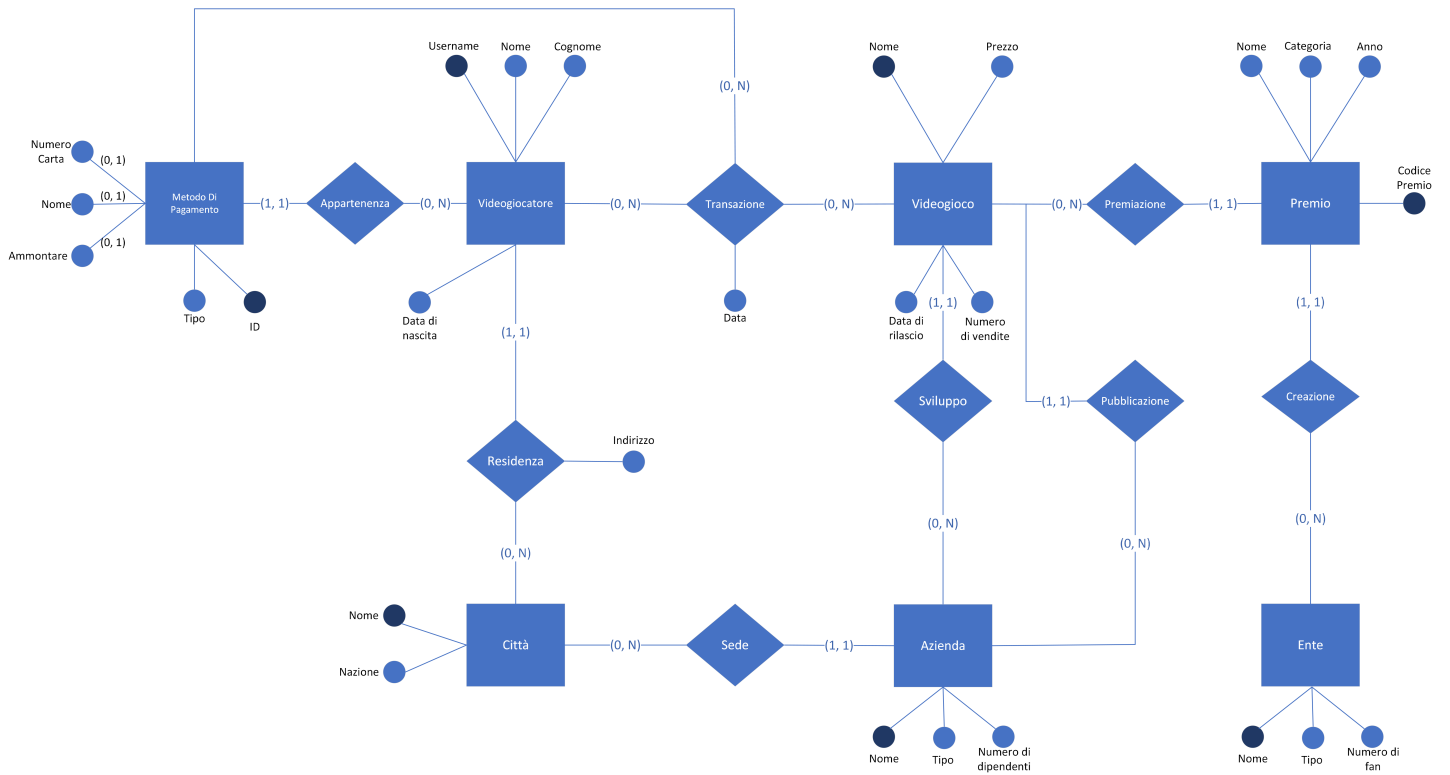 Username
Nome
Cognome
Nome
Prezzo
Nome
Categoria
Anno
(0, N)
Numero
Carta
(0, 1)
Nome
(0, 1)
Ammontare
(0, 1)
Metodo Di
Pagamento
(1, 1)
Appartenenza
(0, N)
Videogiocatore
(0, N)
Transazione
(0, N)
Videogioco
(0, N)
Premiazione
(1, 1)
Premio
Codice
Premio
Tipo
ID
Data di
nascita
(1, 1)
Data
Data di
rilascio
(1, 1)
Numero
di vendite
(1, 1)
Sviluppo
(1, 1)
Pubblicazione
Creazione
Residenza
Indirizzo
(0, N)
(0, N)
(0, N)
(0, N)
Nome
Nazione
Città
(0, N)
Sede
(1, 1)
Azienda
Ente
Nome
Tipo
Numero di
dipendenti
Nome
Tipo
Numero di
fan